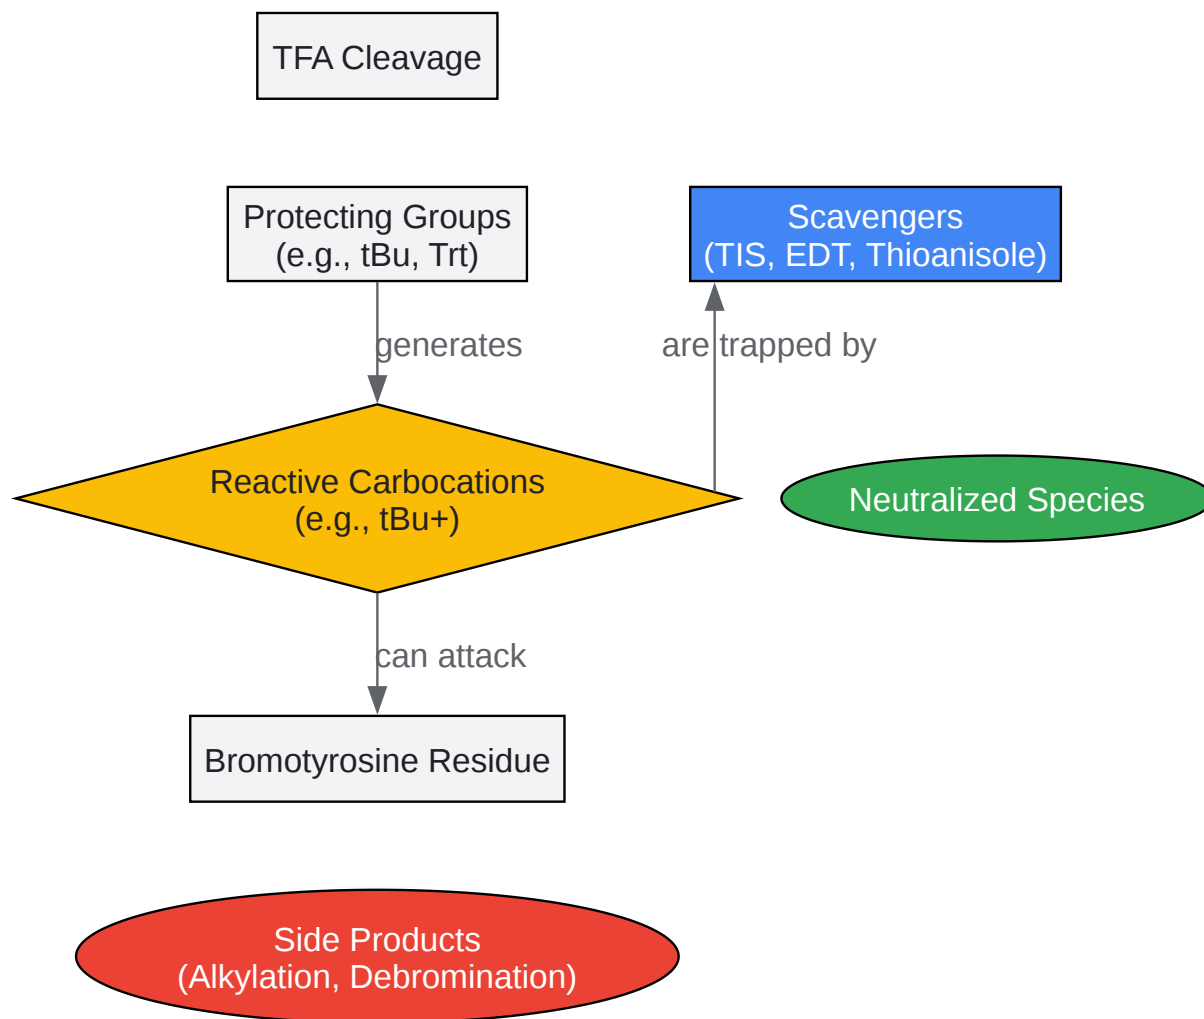 TFA Cleavage
Protecting Groups
(e.g., tBu, Trt)
Scavengers
(TIS, EDT, Thioanisole)
generates
are trapped by
Reactive Carbocations
(e.g., tBu+)
Neutralized Species
can attack
Bromotyrosine Residue
Side Products
(Alkylation, Debromination)